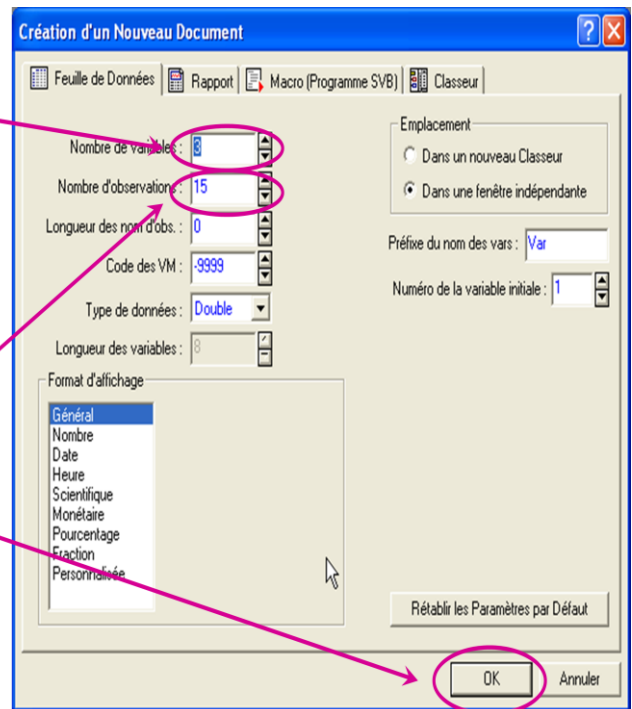 Création d'un Nouveau Document
Feuille de Données Rapport Macro (Programme SVB) Classeur
Nombre de variables : 3
Nombre d'observations : 15
Longueur des nom d'obs. : 0
Code des VM : -9999
Type de données : Double
Longueur des variables : 8
Emplacement
Dans un nouveau Classeur
Dans une fenêtre indépendante
Préfixe du nom des vars : Var
Numéro de la variable initiale : 1
Format d'affichage
Général
Nombre
Date
Heure
Scientifique
Monétaire
Pourcentage
Fraction
Personnalisée
Rétablir les Paramètres par Défaut
OK Annuler